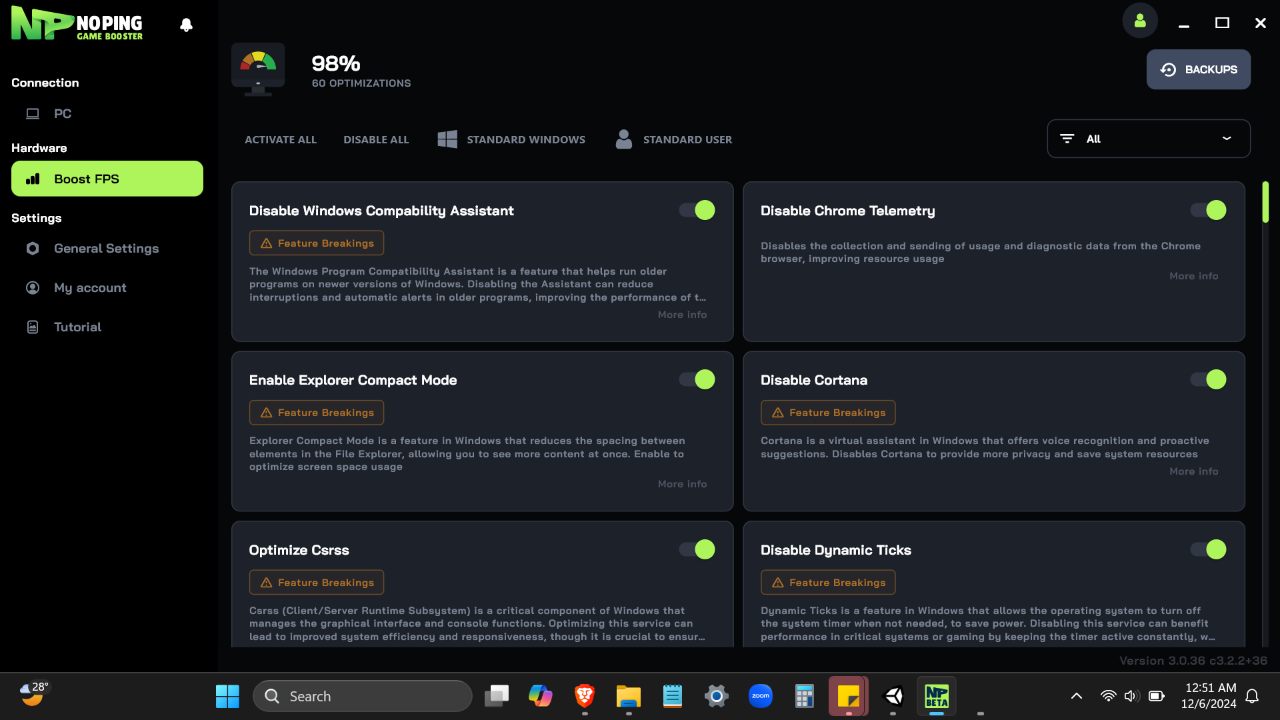 NP NO PING
GAME BOOSTER
Connection
PC
Hardware
Boost FPS
Settings
General Settings
My account
Tutorial
98%
60 OPTIMIZATIONS
BACKUPS
ACTIVATE ALL
DISABLE ALL
STANDARD WINDOWS
STANDARD USER
All
Disable Windows Compability Assistant
Feature Breakings
The Windows Program Compatibility Assistant is a feature that helps run older
programs on newer versions of Windows. Disabling the Assistant can reduce
interruptions and automatic alerts in older programs, improving the performance of t...
More info
Disable Chrome Telemetry
Disables the collection and sending of usage and diagnostic data from the Chrome
browser, improving resource usage
More info
Enable Explorer Compact Mode
Feature Breakings
Explorer Compact Mode is a feature in Windows that reduces the spacing between
elements in the File Explorer, allowing you to see more content at once. Enable to
optimize screen space usage
More info
Disable Cortana
Feature Breakings
Cortana is a virtual assistant in Windows that offers voice recognition and proactive
suggestions. Disables Cortana to provide more privacy and save system resources
More info
Optimize Csrss
Feature Breakings
Csrss (Client/Server Runtime Subsystem) is a critical component of Windows that
manages the graphical interface and console functions. Optimizing this service can
lead to improved system efficiency and responsiveness, though it is crucial to ensur...
Disable Dynamic Ticks
Feature Breakings
Dynamic Ticks is a feature in Windows that allows the operating system to turn off
the system timer when not needed, to save power. Disabling this service can benefit
performance in critical systems or gaming by keeping the timer active constantly, w...
Version 3.0.36 c3.2.2+36
28°
Search
zoom
NP
BETA
12:51 AM
12/6/2024